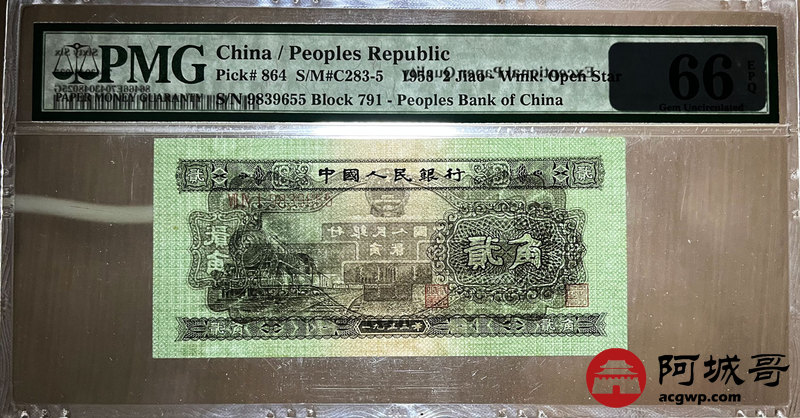 PMG
PAPER MONEY GUARANTY
China / Peoples Republic
Pick# 864 S/M#C283-5 1953 2 Jiao - Wmk: Open Star
S/N 9839655 Block 791 - Peoples Bank of China
66 EPQ
Gem Uncirculated
中國人民銀行
貳角
貳角
一九五三年
阿城哥
acgwp.com